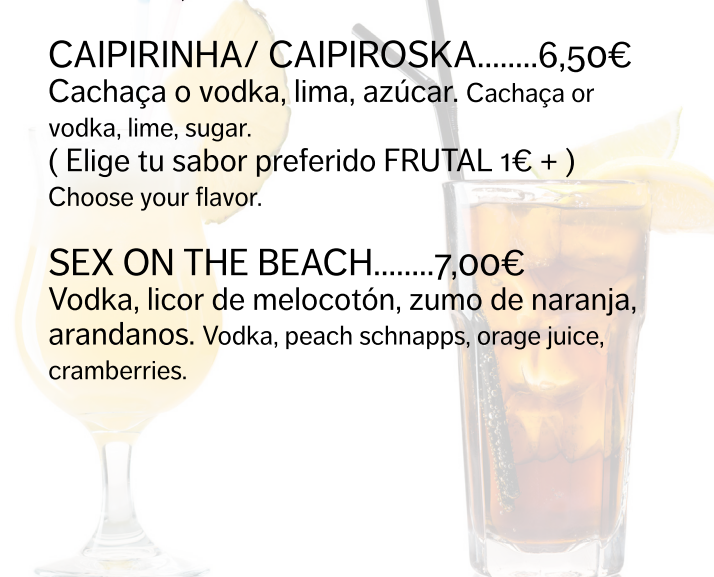 CAIPIRINHA/ CAIPIROSKA........6,50€
Cachaça o vodka, lima, azúcar. Cachaça or
vodka, lime, sugar.
( Elige tu sabor preferido FRUTAL 1€ + )
Choose your flavor.
SEX ON THE BEACH........7,00€
Vodka, licor de melocotón, zumo de naranja,
arandanos. Vodka, peach schnapps, orage juice,
cramberries.